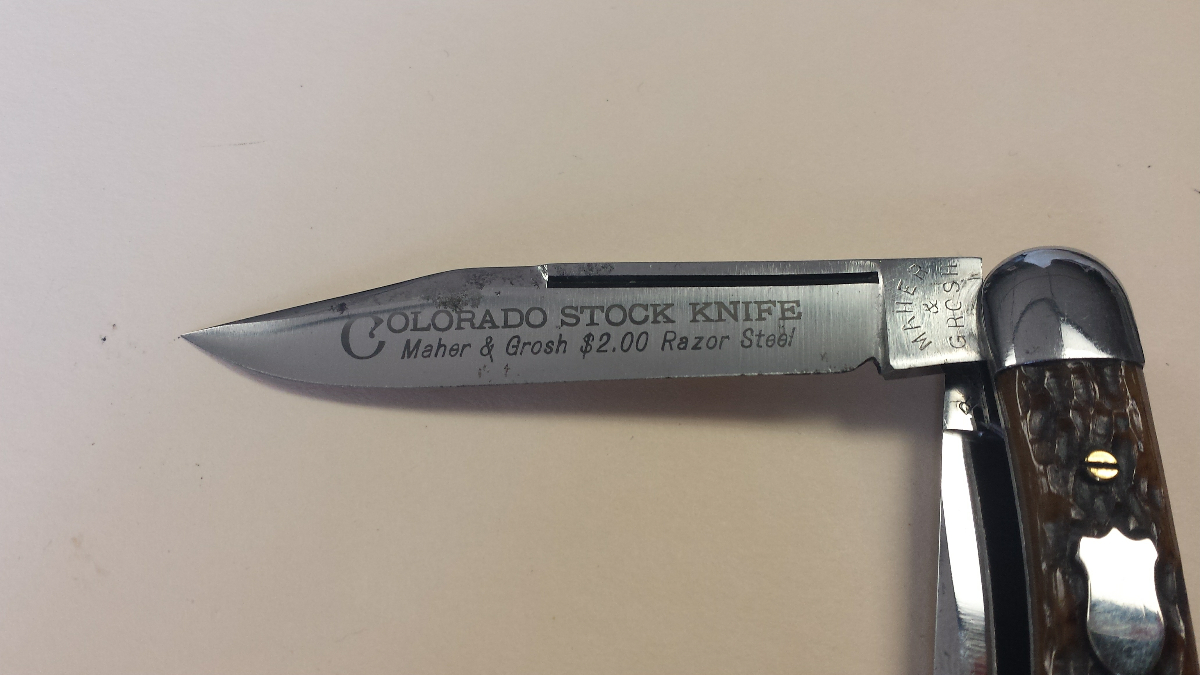 COLORADO STOCK KNIFE
Maher & Grosh $2.00 Razor Steel
MAHER
&
GROSH